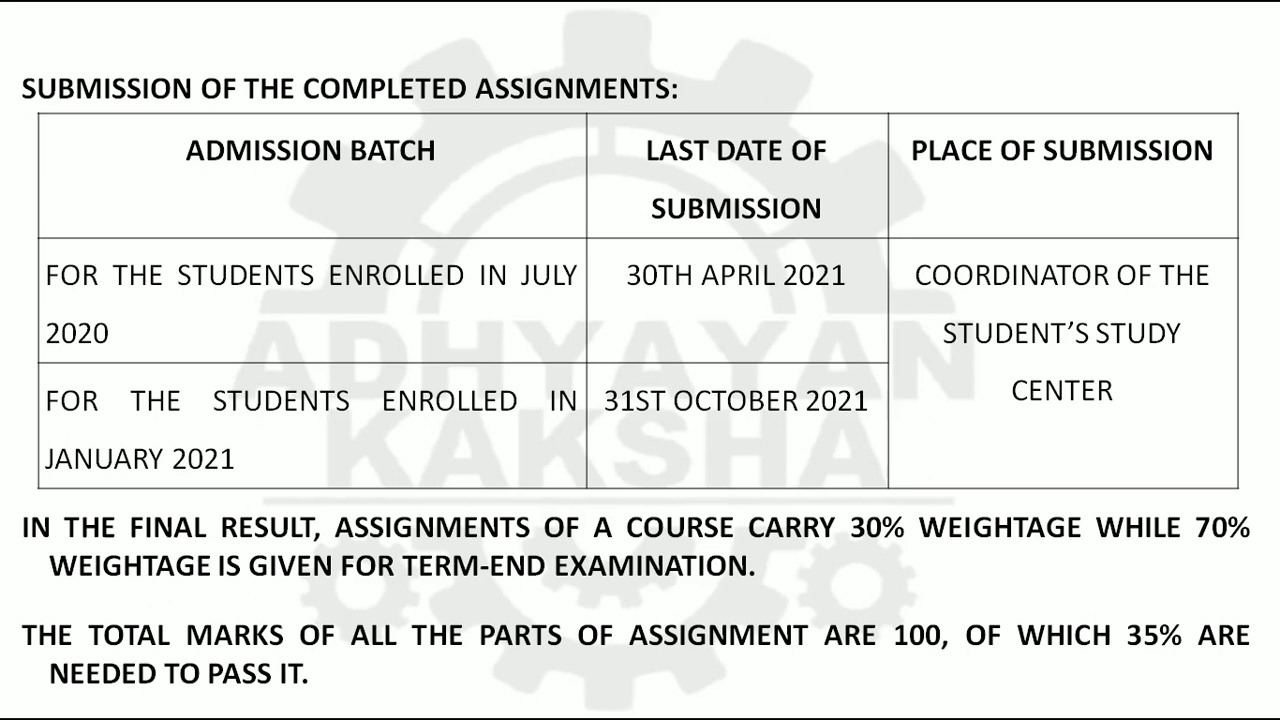 SUBMISSION OF THE COMPLETED ASSIGNMENTS:
ADMISSION BATCH
LAST DATE OF
SUBMISSION
PLACE OF SUBMISSION
FOR THE STUDENTS ENROLLED IN JULY
2020
30TH APRIL 2021
COORDINATOR OF THE
STUDENT’S STUDY
CENTER
FOR THE STUDENTS ENROLLED IN
JANUARY 2021
31ST OCTOBER 2021
ADHYAYAN
KAKSHA
IN THE FINAL RESULT, ASSIGNMENTS OF A COURSE CARRY 30% WEIGHTAGE WHILE 70%
WEIGHTAGE IS GIVEN FOR TERM-END EXAMINATION.
THE TOTAL MARKS OF ALL THE PARTS OF ASSIGNMENT ARE 100, OF WHICH 35% ARE
NEEDED TO PASS IT.